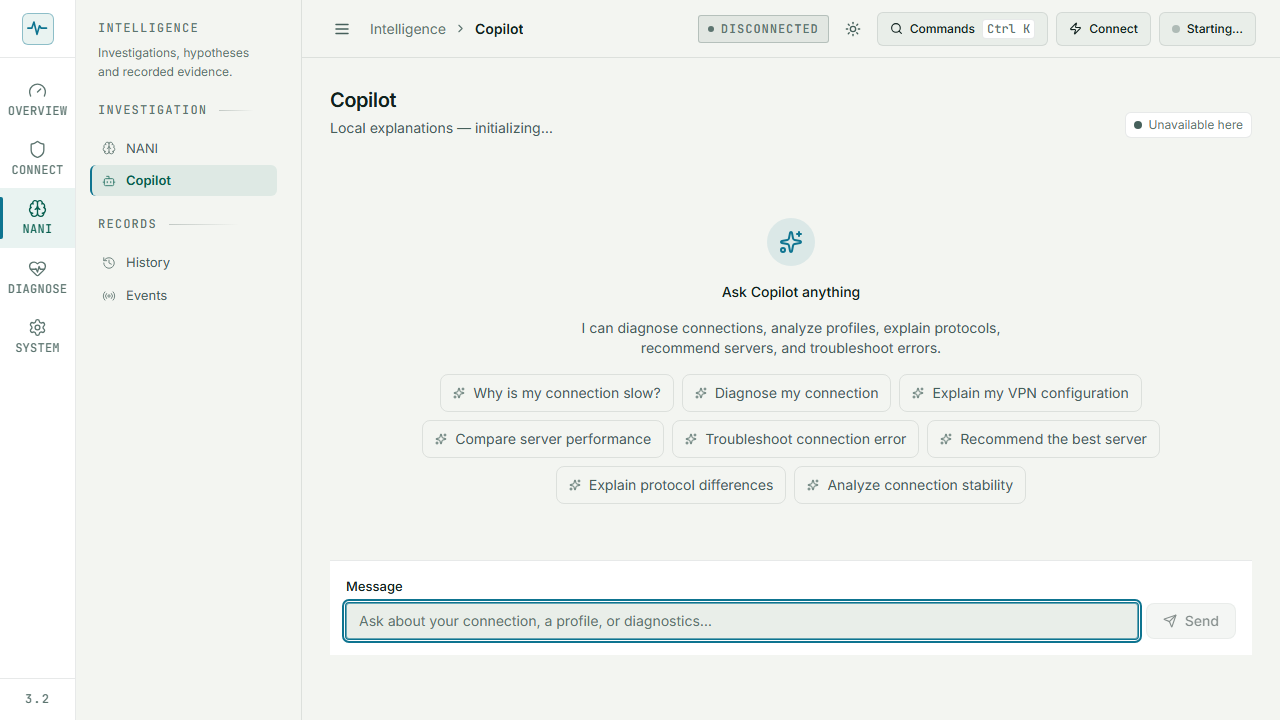 OVERVIEW
CONNECT
NANI
DIAGNOSE
SYSTEM
3.2
INTELLIGENCE
Investigations, hypotheses
and recorded evidence.
INVESTIGATION
NANI
Copilot
RECORDS
History
Events
Intelligence > Copilot
DISCONNECTED
Commands Ctrl K
Connect
Starting...
Copilot
Local explanations — initializing...
Unavailable here
Ask Copilot anything
I can diagnose connections, analyze profiles, explain protocols,
recommend servers, and troubleshoot errors.
Why is my connection slow?
Diagnose my connection
Explain my VPN configuration
Compare server performance
Troubleshoot connection error
Recommend the best server
Explain protocol differences
Analyze connection stability
Message
Ask about your connection, a profile, or diagnostics...
Send